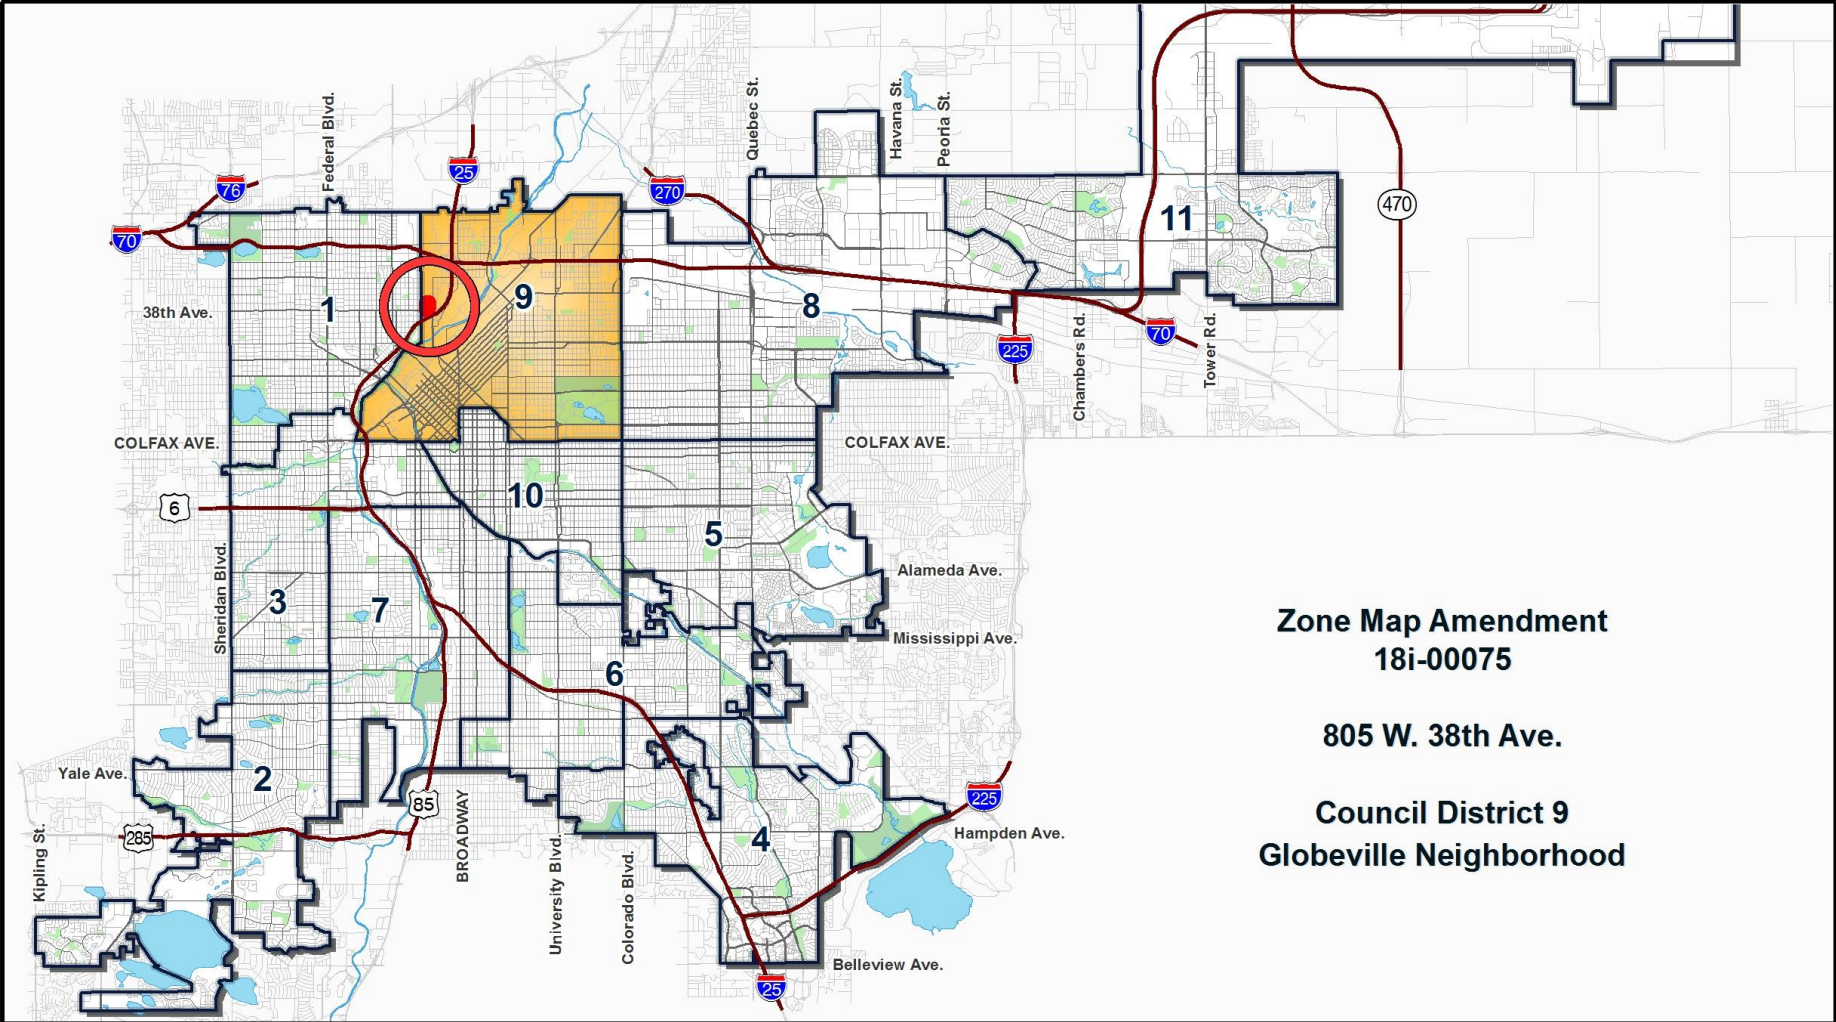 Federal Blvd.
Quebec St.
Havana St.
Peoria St.
25
76
270
70
470
11
9
1
8
38th Ave.
225
Chambers Rd.
70
Tower Rd.
COLFAX AVE.
COLFAX AVE.
10
6
5
Sheridan Blvd.
Alameda Ave.
3
7
Mississippi Ave.
6
Zone Map Amendment
18i-00075
805 W. 38th Ave.
Council District 9
Globeville Neighborhood
Yale Ave.
2
85
225
285
BROADWAY
4
Hampden Ave.
Kipling St.
University Blvd.
Colorado Blvd.
Belleview Ave.
25